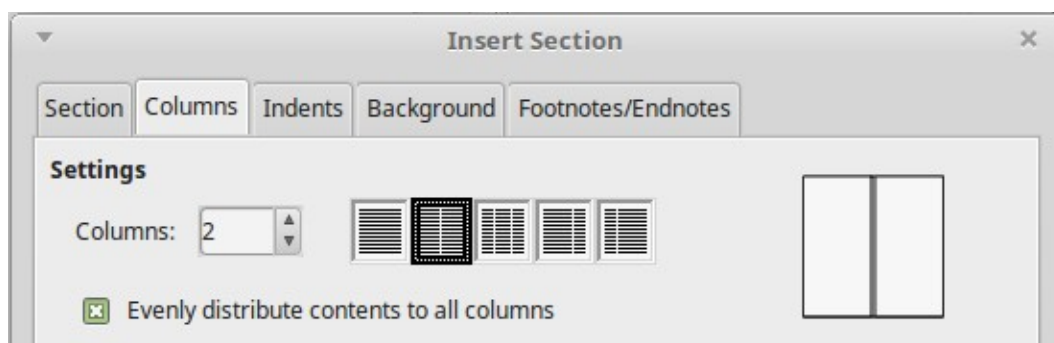 Insert Section
Section Columns Indents Background Footnotes/Endnotes
Settings
Columns: 2
Evenly distribute contents to all columns